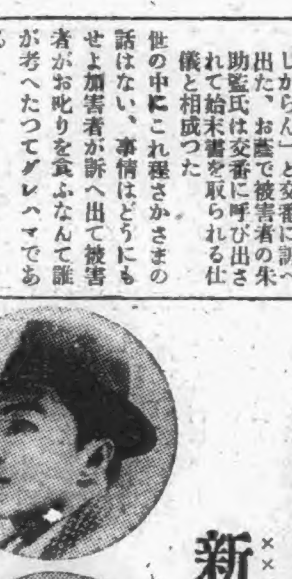 しからん」と交番に訴へ
出た、お蔭で被害者の朱
助監氏は交番に呼び出さ
れて始末書を取られる仕
儀と相成つた
世の中にこれ程さかさまの
話はない、事情はどうにも
せよ加害者が訴へ出て被害
者がお叱りを食ふなんて誰
が考へたつてグレハマであ
る
××
新